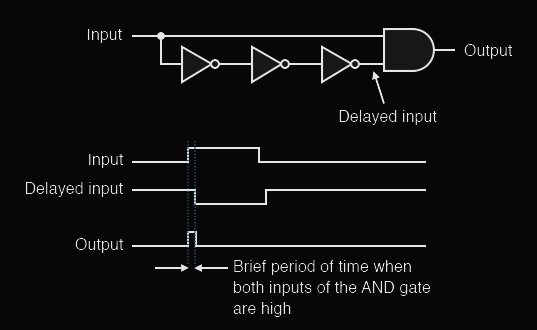 Input
Output
Delayed input
Input
Delayed input
Output
Brief period of time when
both inputs of the AND gate
are high